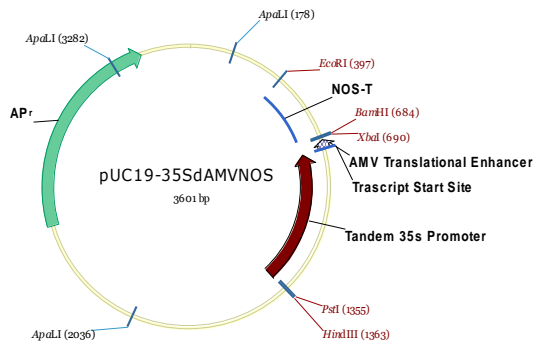 ApaLI (178)
ApaLI (3282)
EcoRI (397)
NOS-T
APr
BamHI (684)
XbaI (690)
AMV Translational Enhancer
Trascript Start Site
pUC19-35SdAMVNOS
3601 bp
Tandem 35s Promoter
PstI (1355)
HindIII (1363)
ApaLI (2036)